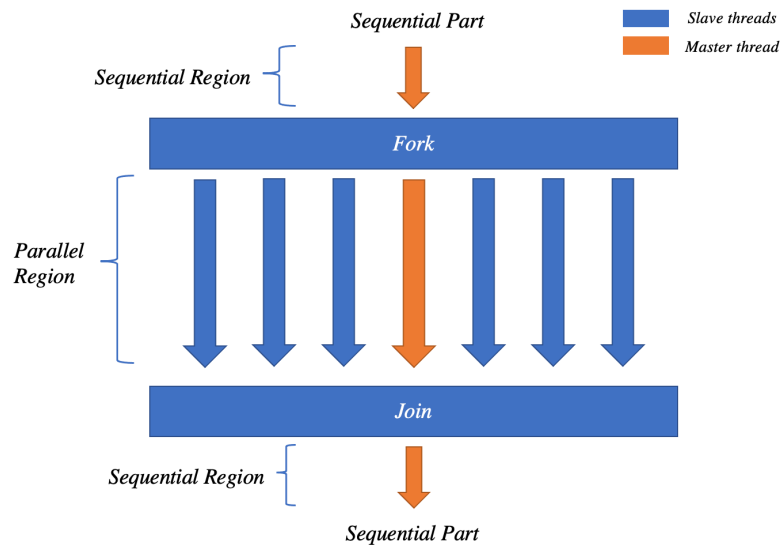 Sequential Part
Slave threads
Master thread
Sequential Region
Fork
Parallel
Region
Join
Sequential Region
Sequential Part